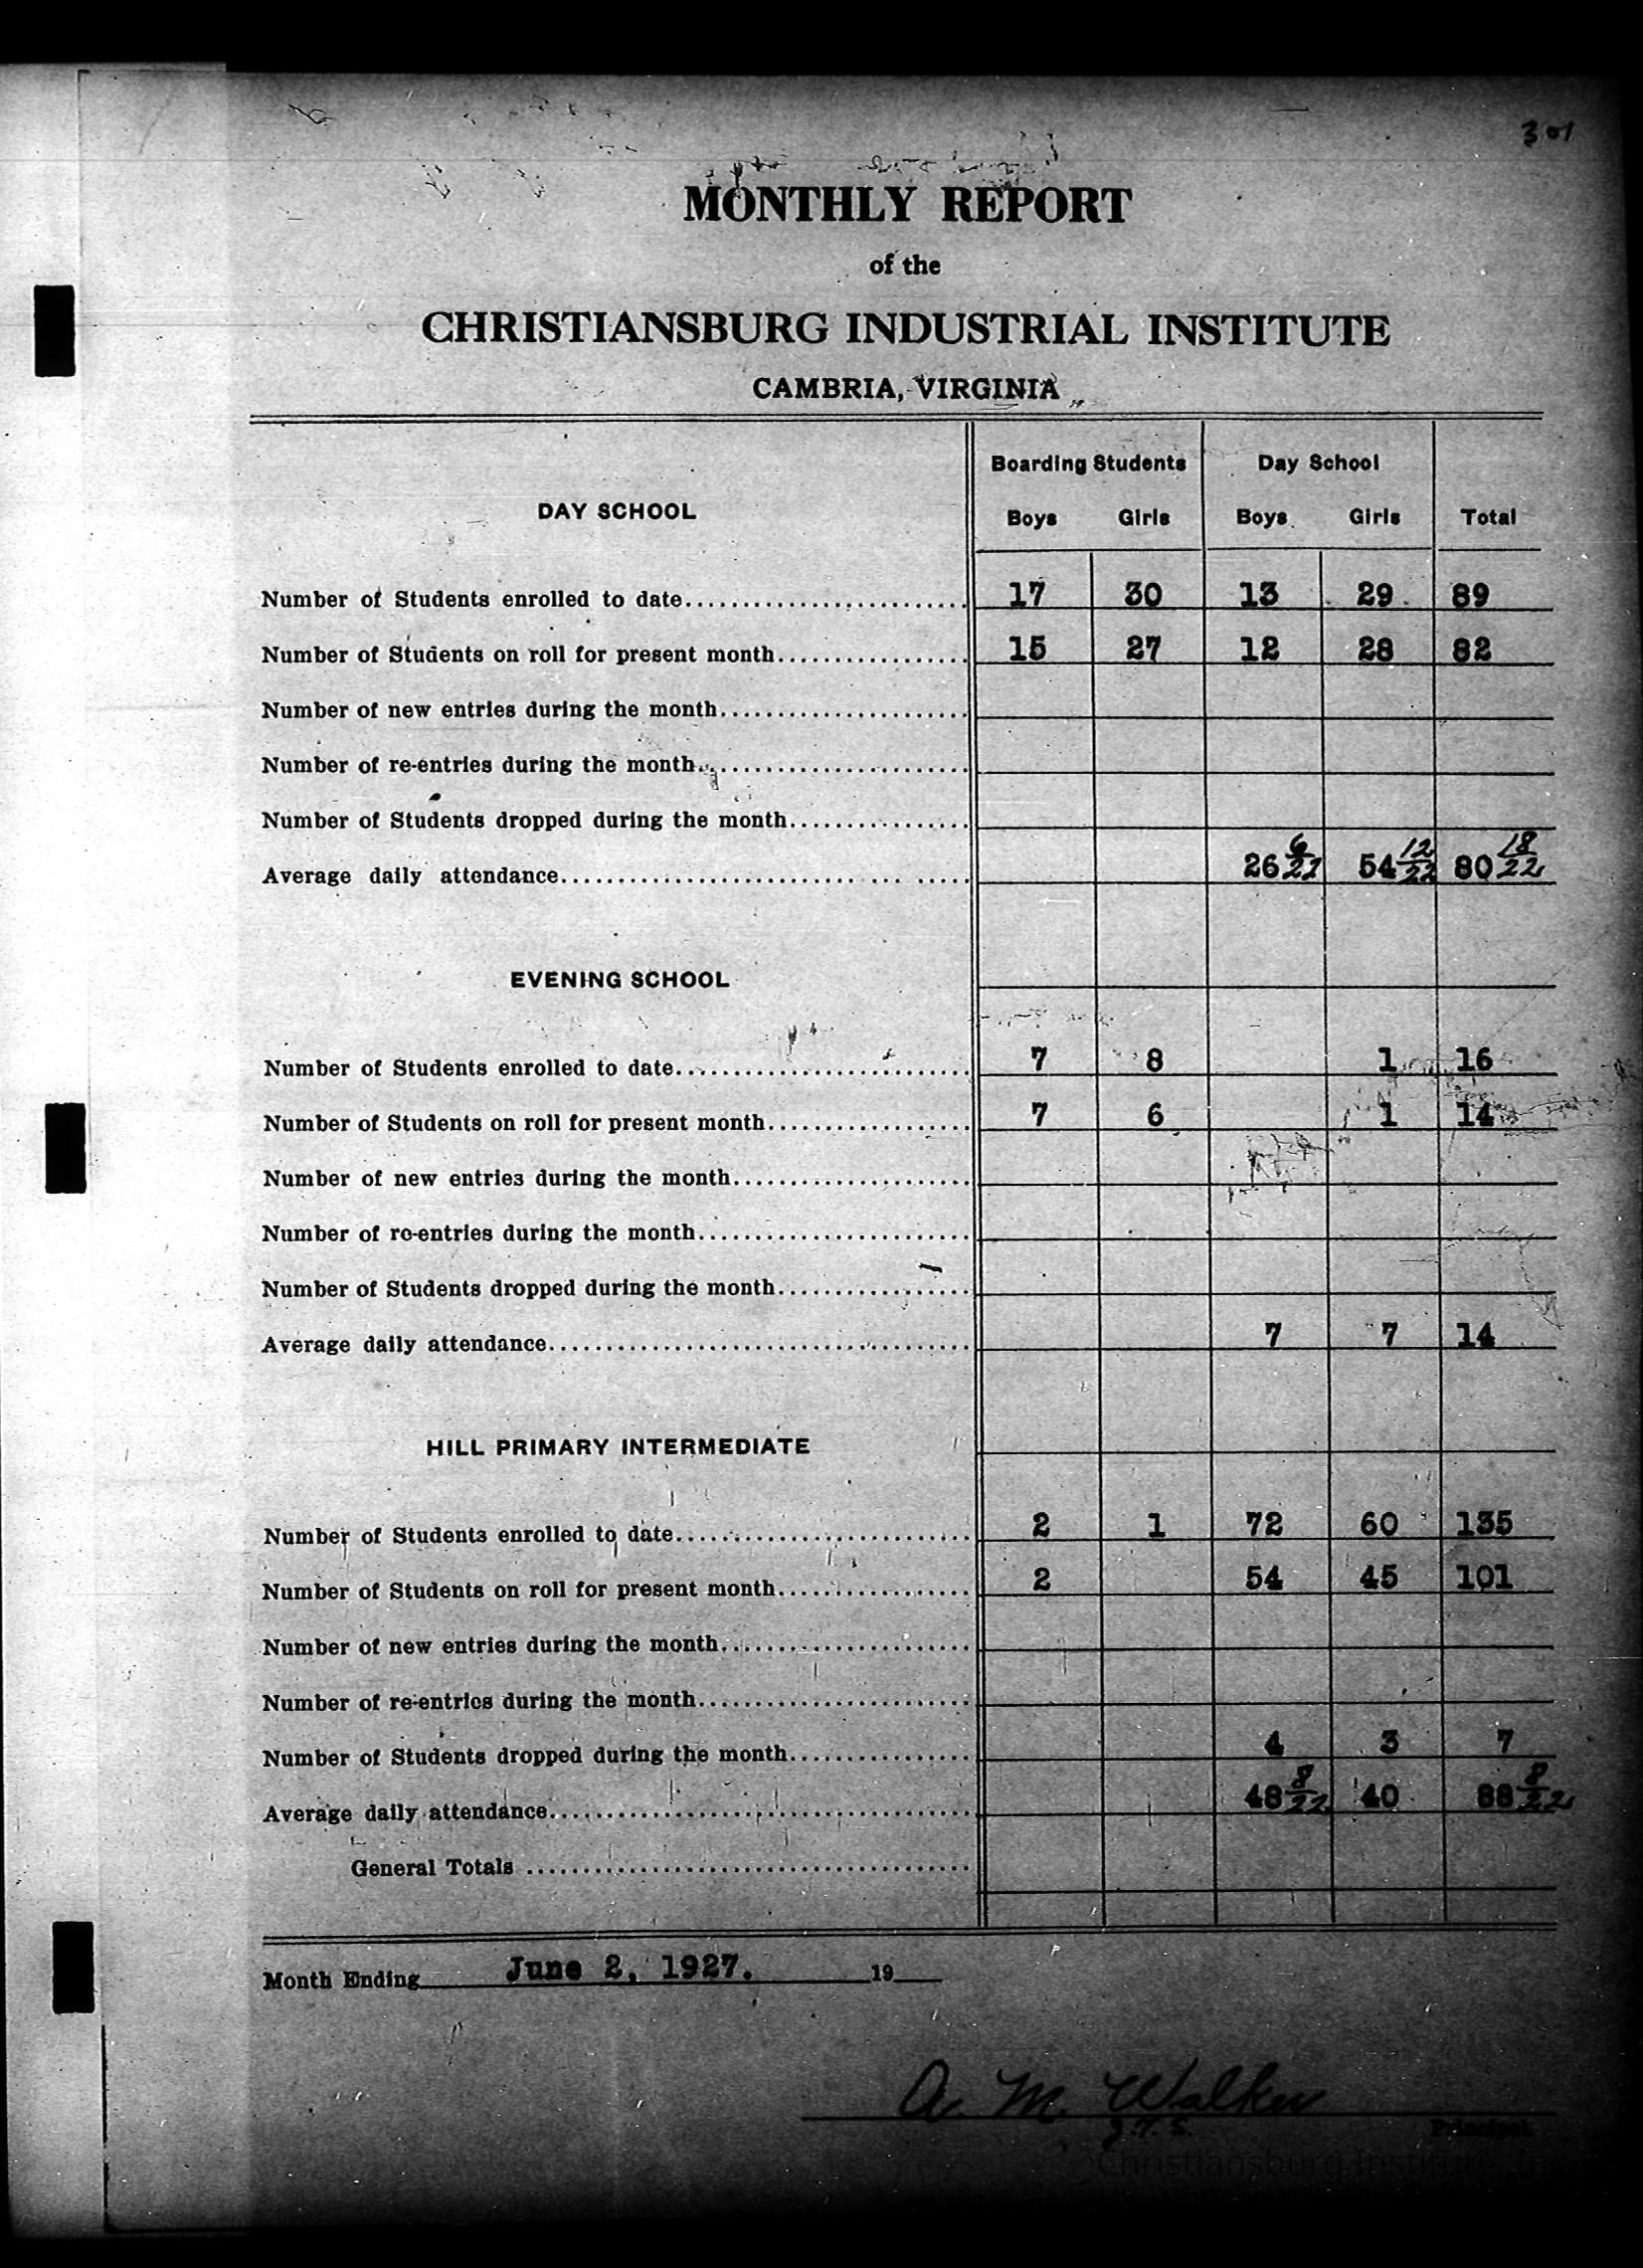 301
MONTHLY REPORT
of the
CHRISTIANSBURG INDUSTRIAL INSTITUTE
CAMBRIA, VIRGINIA
Boarding Students Day School
DAY SCHOOL Boys Girls Boys Girls Total
Number of Students enrolled to date 17 30 13 29 89
Number of Students on roll for present month 15 27 12 28 82
Number of new entries during the month
Number of re-entries during the month
Number of Students dropped during the month
Average daily attendance 26 6/22 54 12/22 80 18/22
EVENING SCHOOL
Number of Students enrolled to date 7 8 1 16
Number of Students on roll for present month 7 6 1 14
Number of new entries during the month
Number of re-entries during the month
Number of Students dropped during the month
Average daily attendance 7 7 14
HILL PRIMARY INTERMEDIATE
Number of Students enrolled to date 2 1 72 60 135
Number of Students on roll for present month 2 54 45 101
Number of new entries during the month
Number of re-entries during the month
Number of Students dropped during the month 4 3 7
Average daily attendance 48 8/22 40 88 8/22
General Totals
Month Ending June 2, 1927. 19
A. M. Walker
J.T.S. Principal.
Christiansburg Institute,